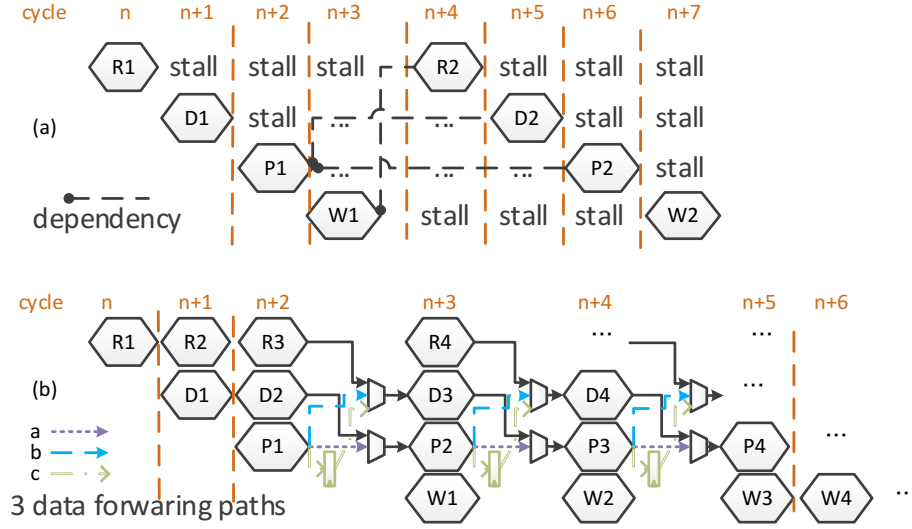 cycle n n+1 n+2 n+3 n+4 n+5 n+6 n+7
R1 stall stall stall R2 stall stall stall
D1 stall ... ... D2 stall stall
(a)
P1 ... ... ... P2 stall
W1 stall stall stall W2
dependency
cycle n n+1 n+2 n+3 n+4 n+5 n+6
R1 R2 R3 R4 ... ...
(b) D1 D2 D3 D4 ...
a P1 P2 P3 P4 ...
b
c
W1 W2 W3 W4 ...
3 data forwaring paths